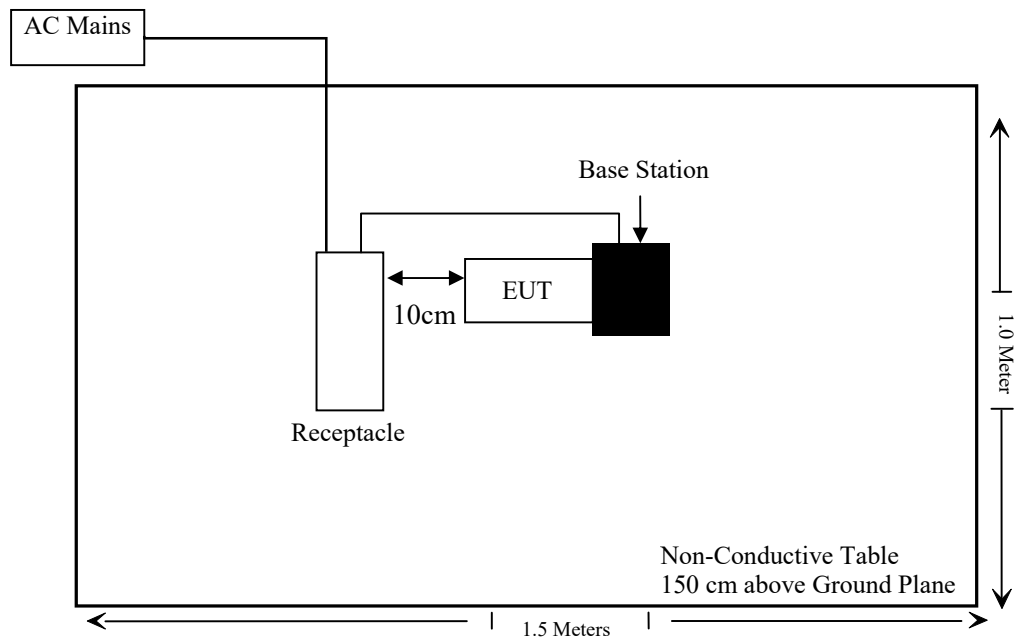 AC Mains
Base Station
EUT
10cm
1.0 Meter
Receptacle
Non-Conductive Table
150 cm above Ground Plane
1.5 Meters